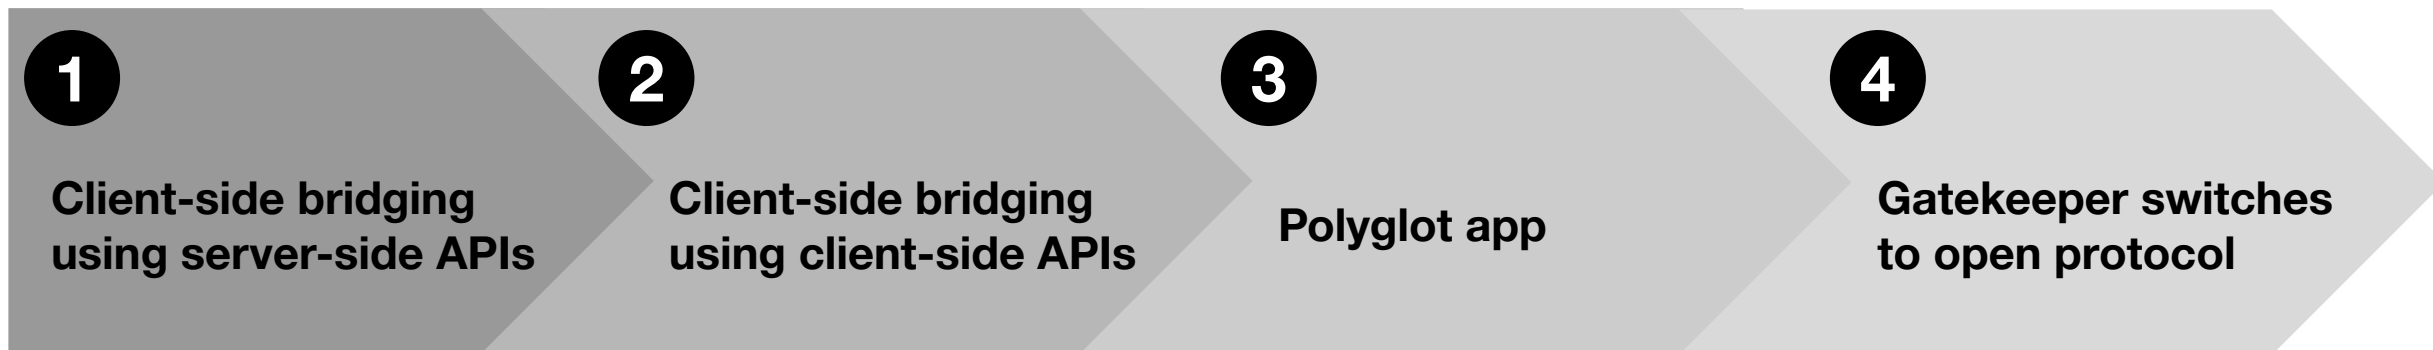 1
Client-side bridging
using server-side APIs
2
Client-side bridging
using client-side APIs
3
Polyglot app
4
Gatekeeper switches
to open protocol